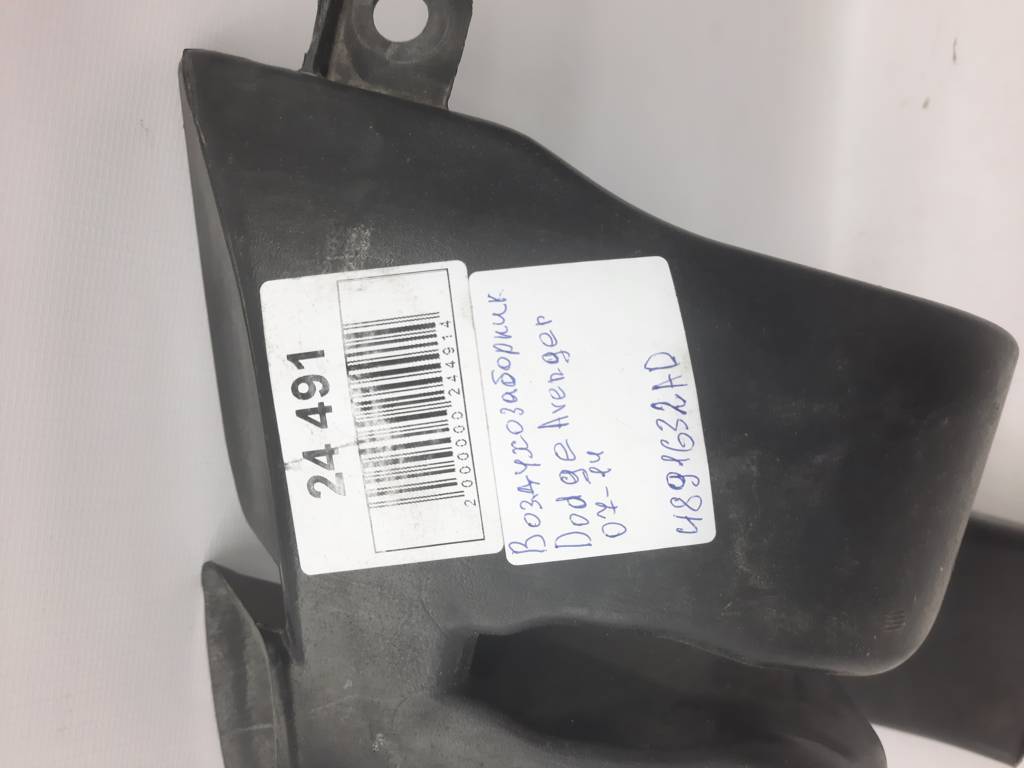 24 491
2000000244914
Воздухозаборник
Dodge Avenger
07-14
4891632AD